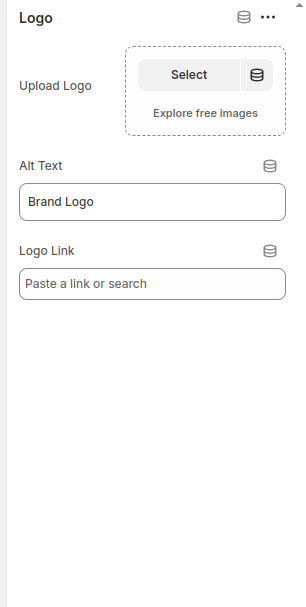 Logo
Upload Logo
Select
Explore free images
Alt Text
Brand Logo
Logo Link
Paste a link or search